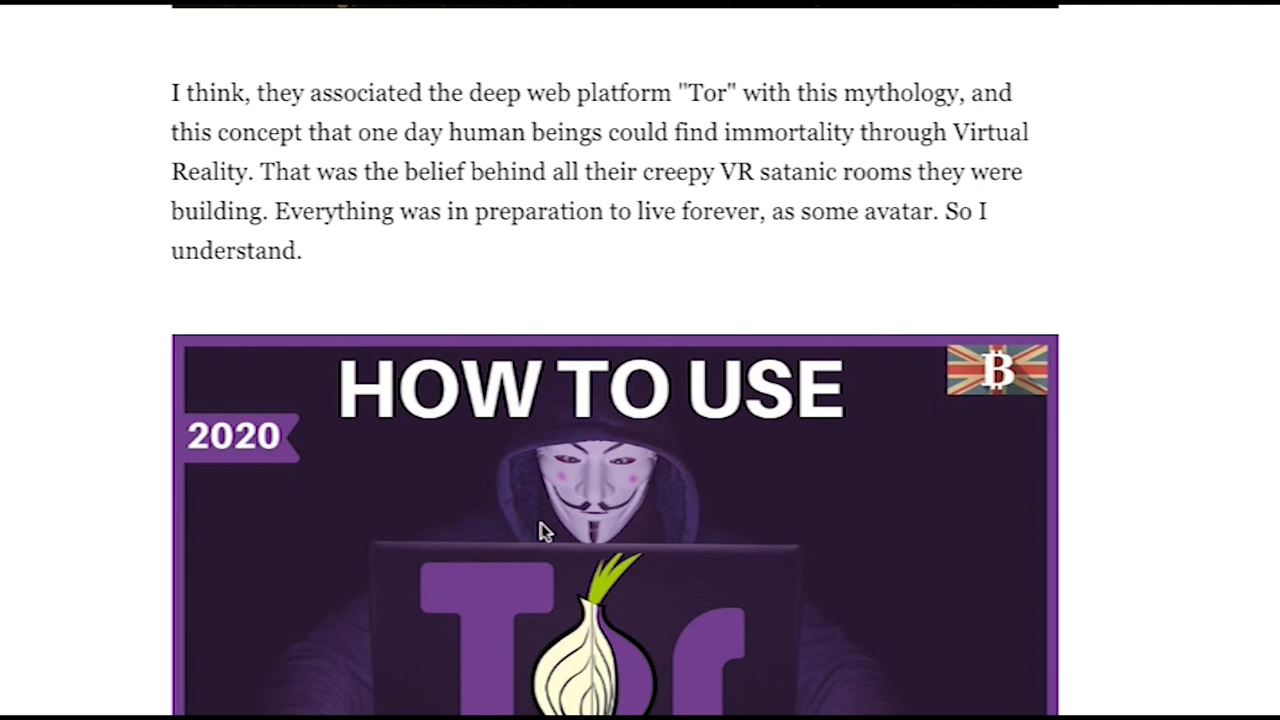 I think, they associated the deep web platform "Tor" with this mythology, and
this concept that one day human beings could find immortality through Virtual
Reality. That was the belief behind all their creepy VR satanic rooms they were
building. Everything was in preparation to live forever, as some avatar. So I
understand.
HOW TO USE
B
2020
Tor